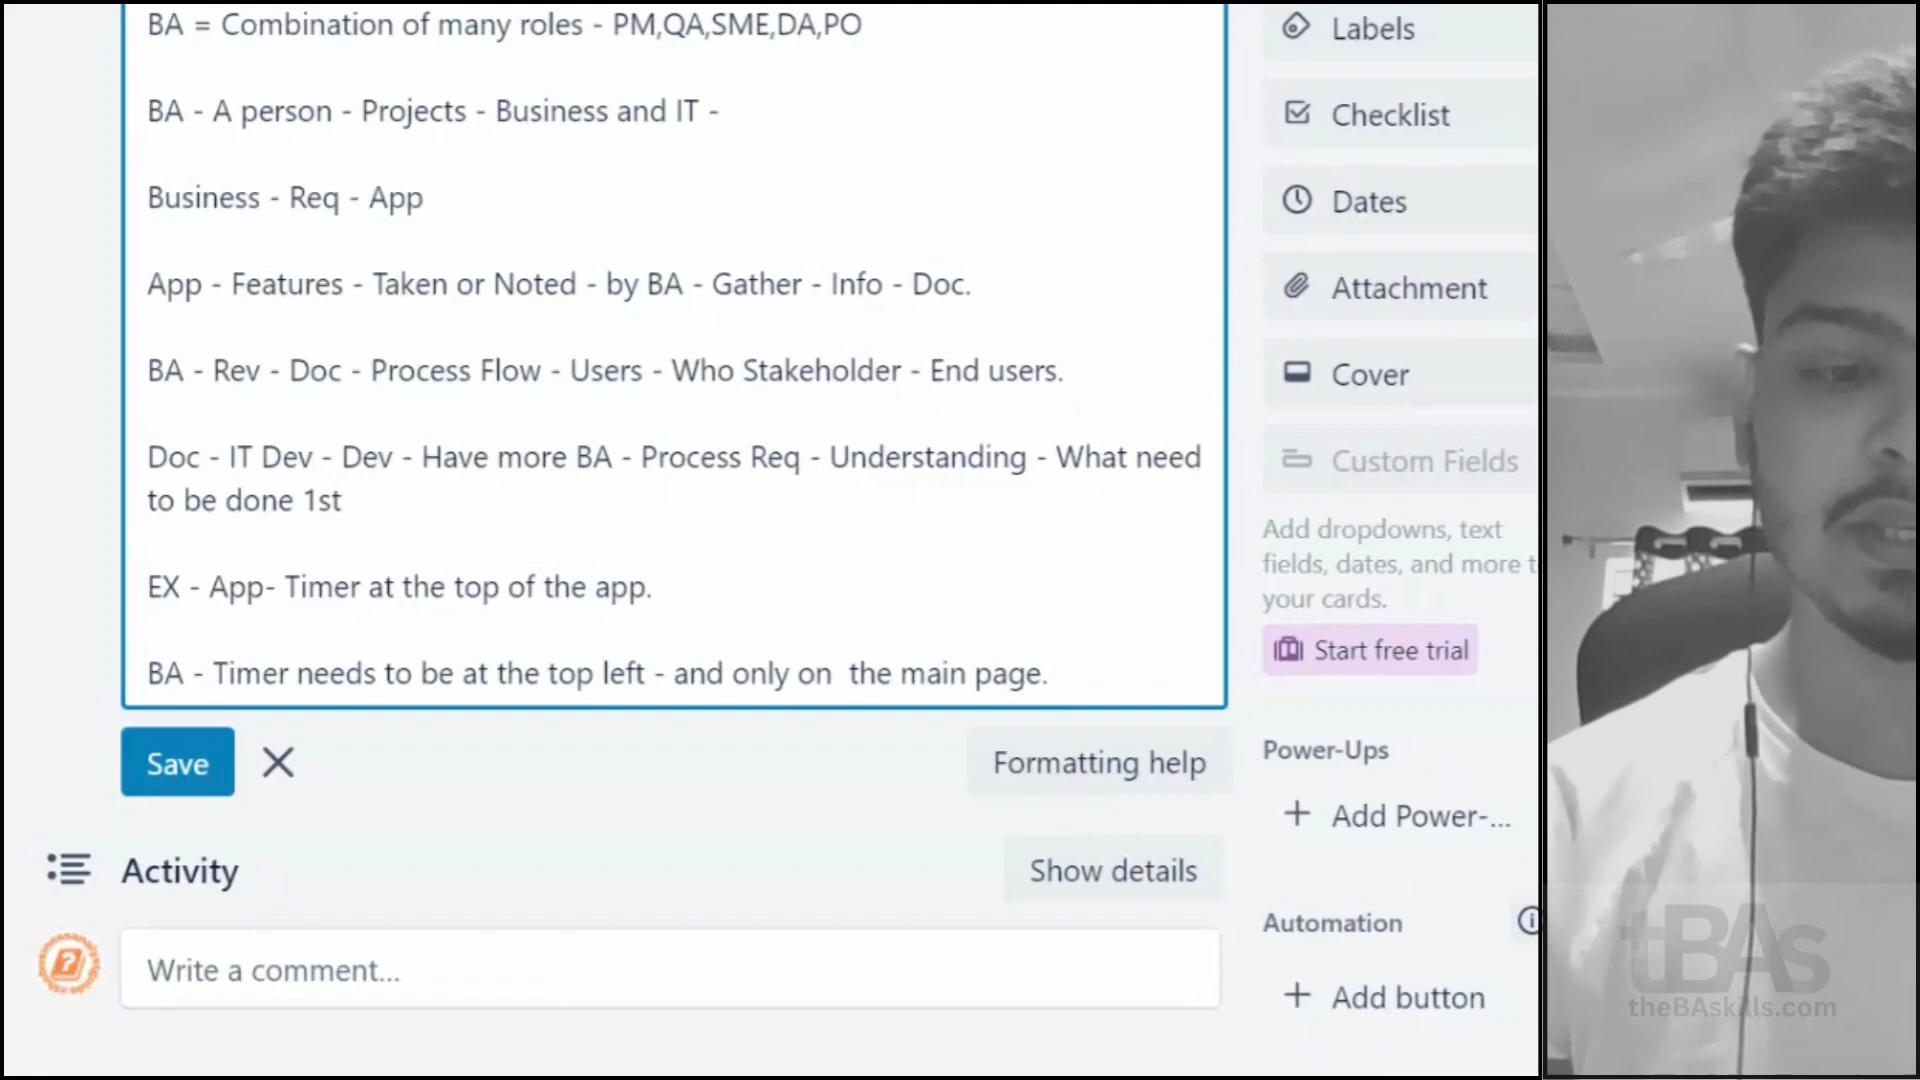 BA = Combination of many roles - PM,QA,SME,DA,PO
BA - A person - Projects - Business and IT -
Business - Req - App
App - Features - Taken or Noted - by BA - Gather - Info - Doc.
BA - Rev - Doc - Process Flow - Users - Who Stakeholder - End users.
Doc - IT Dev - Dev - Have more BA - Process Req - Understanding - What need
to be done 1st
EX - App- Timer at the top of the app.
BA - Timer needs to be at the top left - and only on  the main page.
Save
Formatting help
Activity
Show details
Write a comment...
Labels
Checklist
Dates
Attachment
Cover
Custom Fields
Add dropdowns, text
fields, dates, and more t
your cards.
Start free trial
Power-Ups
Add Power-...
Automation
Add button
tBAs
theBAskills.com